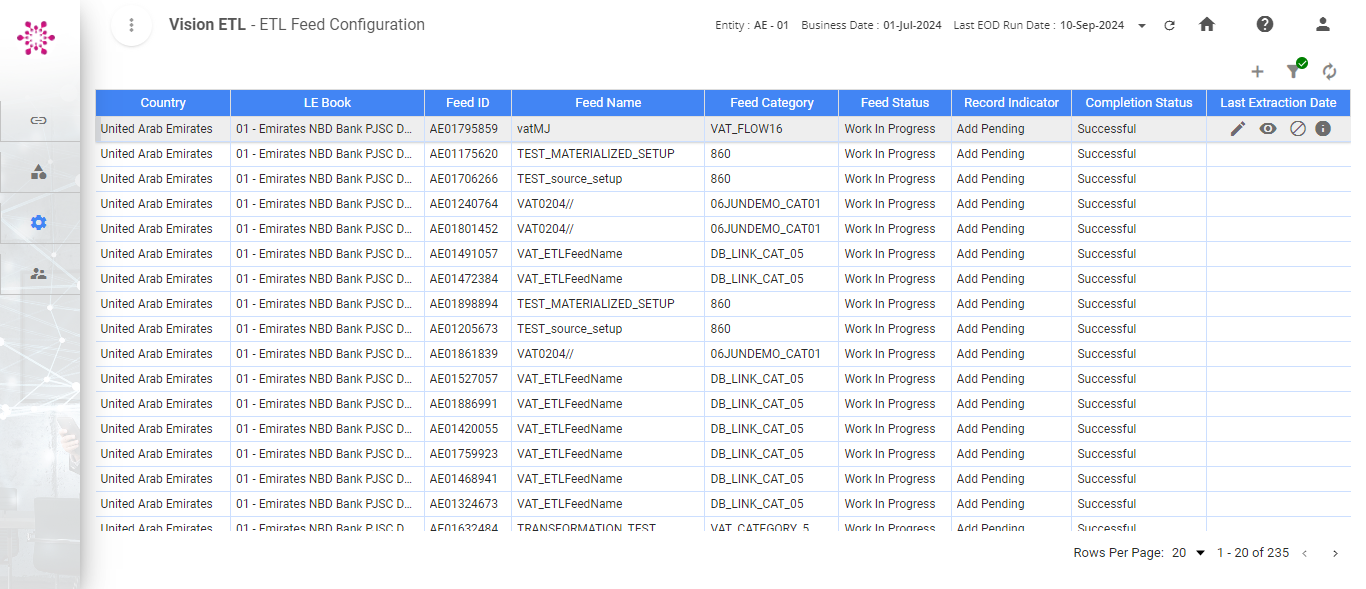 Vision ETL - ETL Feed Configuration
Entity : AE - 01 Business Date : 01-Jul-2024 Last EOD Run Date : 10-Sep-2024
Country LE Book Feed ID Feed Name Feed Category Feed Status Record Indicator Completion Status Last Extraction Date
United Arab Emirates 01 - Emirates NBD Bank PJSC D... AE01795859 vatMJ VAT_FLOW16 Work In Progress Add Pending Successful
United Arab Emirates 01 - Emirates NBD Bank PJSC D... AE01175620 TEST_MATERIALIZED_SETUP 860 Work In Progress Add Pending Successful
United Arab Emirates 01 - Emirates NBD Bank PJSC D... AE01706266 TEST_source_setup 860 Work In Progress Add Pending Successful
United Arab Emirates 01 - Emirates NBD Bank PJSC D... AE01240764 VAT0204// 06JUNDEMO_CAT01 Work In Progress Add Pending Successful
United Arab Emirates 01 - Emirates NBD Bank PJSC D... AE01801452 VAT0204// 06JUNDEMO_CAT01 Work In Progress Add Pending Successful
United Arab Emirates 01 - Emirates NBD Bank PJSC D... AE01491057 VAT_ETLFeedName DB_LINK_CAT_05 Work In Progress Add Pending Successful
United Arab Emirates 01 - Emirates NBD Bank PJSC D... AE01472384 VAT_ETLFeedName DB_LINK_CAT_05 Work In Progress Add Pending Successful
United Arab Emirates 01 - Emirates NBD Bank PJSC D... AE01898894 TEST_MATERIALIZED_SETUP 860 Work In Progress Add Pending Successful
United Arab Emirates 01 - Emirates NBD Bank PJSC D... AE01205673 TEST_source_setup 860 Work In Progress Add Pending Successful
United Arab Emirates 01 - Emirates NBD Bank PJSC D... AE01861839 VAT0204// 06JUNDEMO_CAT01 Work In Progress Add Pending Successful
United Arab Emirates 01 - Emirates NBD Bank PJSC D... AE01527057 VAT_ETLFeedName DB_LINK_CAT_05 Work In Progress Add Pending Successful
United Arab Emirates 01 - Emirates NBD Bank PJSC D... AE01886991 VAT_ETLFeedName DB_LINK_CAT_05 Work In Progress Add Pending Successful
United Arab Emirates 01 - Emirates NBD Bank PJSC D... AE01420055 VAT_ETLFeedName DB_LINK_CAT_05 Work In Progress Add Pending Successful
United Arab Emirates 01 - Emirates NBD Bank PJSC D... AE01759923 VAT_ETLFeedName DB_LINK_CAT_05 Work In Progress Add Pending Successful
United Arab Emirates 01 - Emirates NBD Bank PJSC D... AE01468941 VAT_ETLFeedName DB_LINK_CAT_05 Work In Progress Add Pending Successful
United Arab Emirates 01 - Emirates NBD Bank PJSC D... AE01324673 VAT_ETLFeedName DB_LINK_CAT_05 Work In Progress Add Pending Successful
United Arab Emirates 01 - Emirates NBD Bank PJSC D... AE01632484 TRANSFORMATION_TEST VAT_CATEGORY_5 Work In Progress Add Pending Successful
Rows Per Page: 20 1 - 20 of 235